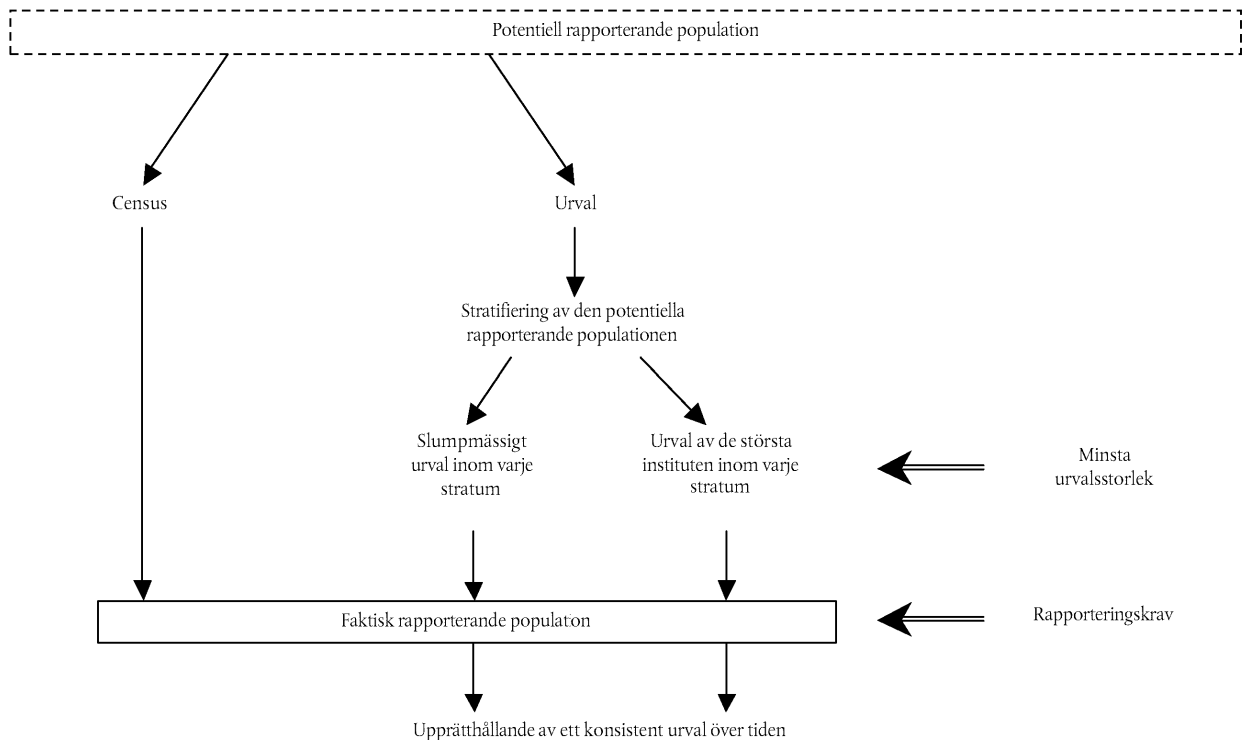 Potentiell rapporterande population
Census
Urval
Stratifiering av den potentiella
rapporterande populationen
Slumpmässigt
urval inom varje
stratum
Urval av de största
instituten inom varje
stratum
Minsta
urvalsstorlek
Faktisk rapporterande population
Rapporteringskrav
Upprätthållande av ett konsistent urval över tiden